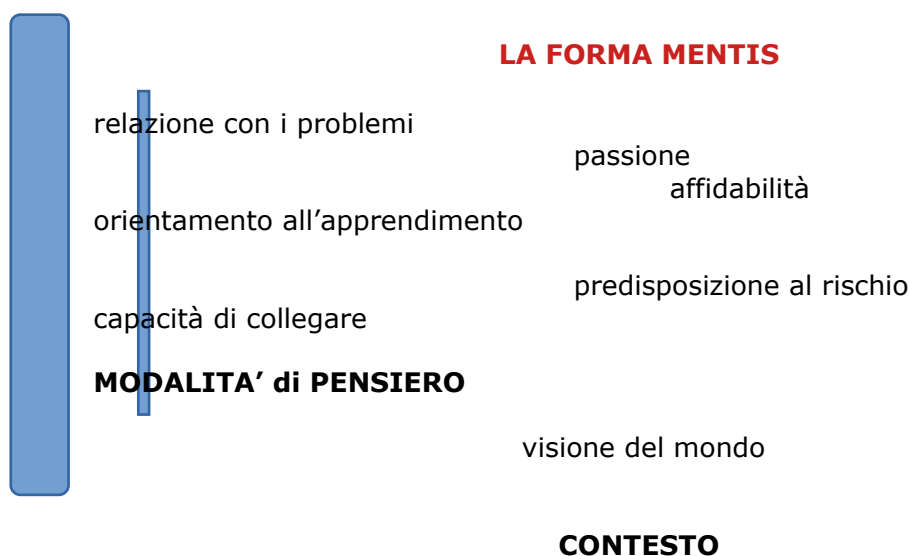 LA FORMA MENTIS
relazione con i problemi
passione
affidabilità
orientamento all’apprendimento
predisposizione al rischio
capacità di collegare
MODALITA’ di PENSIERO
visione del mondo
CONTESTO